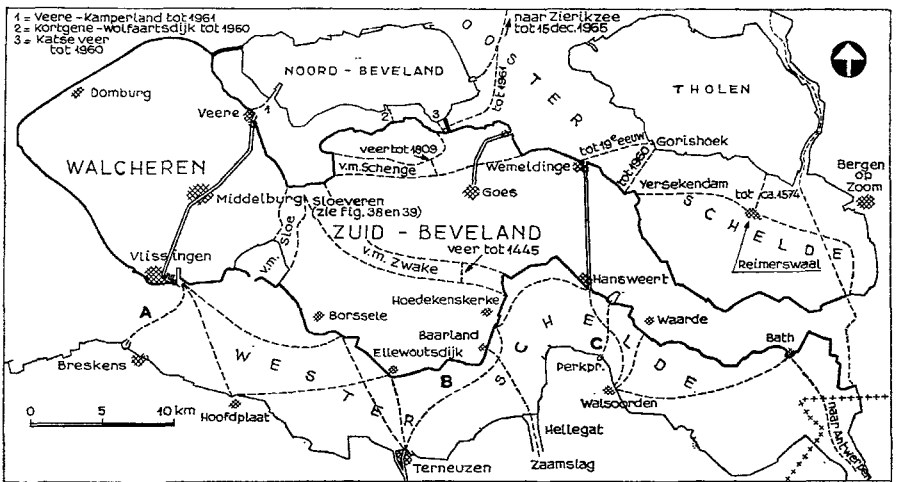 1 = Veere - Kamperland tot 1961
2 = Kortgene - Wolfaartsdijk tot 1960
3 = Katse veer
tot 1960
naar Zierikzee
tot 15 dec. 1965
tot 1961
OOSTER
NOORD - BEVELAND
THOLEN
Domburg
Veere
1
2
3
veer tot 1809
v.m. Schenge
Wemeldinge
tot 19e eeuw
Gorishoek
tot 1960
Bergen
op
Zoom
WALCHEREN
Middelburg
Sloeveren
(zie fig. 38 en 39)
Goes
Yersekendam
tot ca. 1574
SCHELDE
Reimerswaal
v.m. Sloe
ZUID - BEVELAND
veer tot 1445
v.m. Zwake
Vlissingen
Hansweert
Hoedekenskerke
A
Borssele
Baarland
Waarde
Bath
Ellewoutsdijk
B
C
Perkpr.
Breskens
WESTER
SCHELDE
Walsoorden
0 5 10 km
Hoofdplaat
Hellegat
naar Antwerpen
Terneuzen
Zaamslag